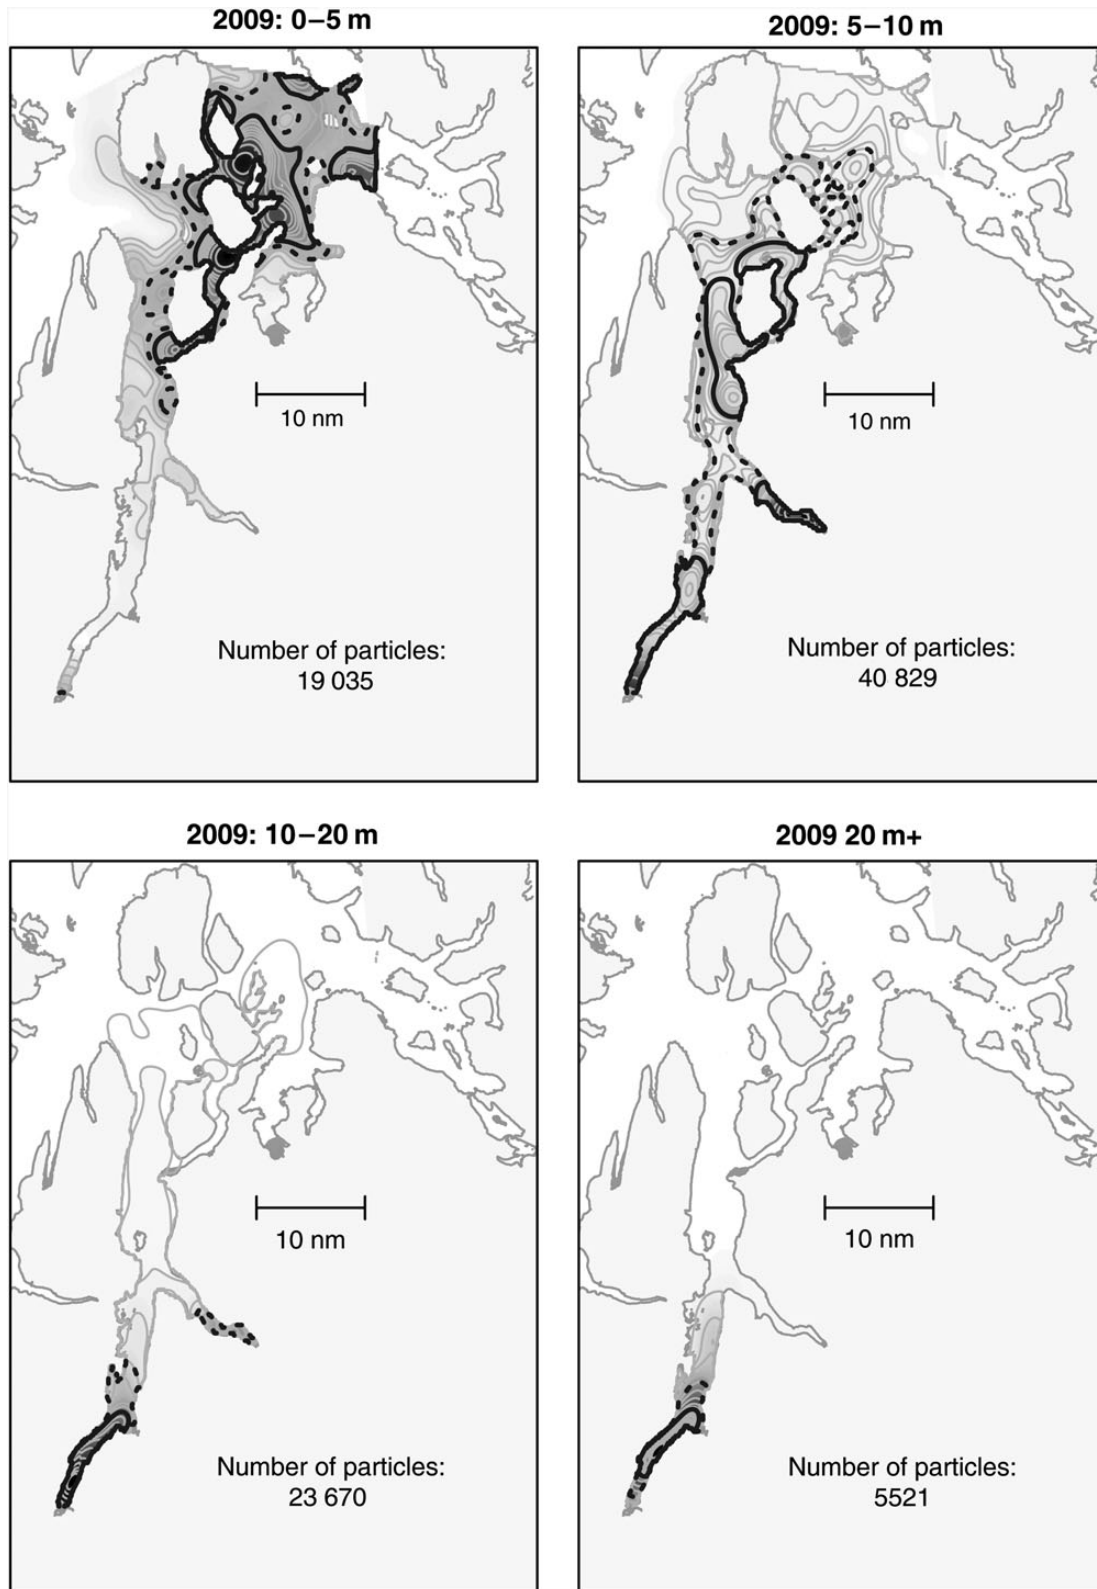 2009: 0–5 m
2009: 5–10 m
10 nm
10 nm
Number of particles:
19 035
Number of particles:
40 829
2009: 10–20 m
2009 20 m+
10 nm
10 nm
Number of particles:
23 670
Number of particles:
5521